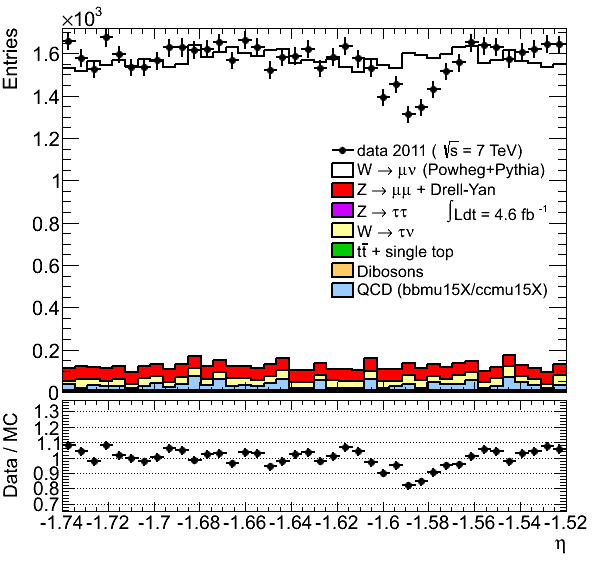 ×10³
Entries
1.6
1.4
1.2
1
0.8
0.6
0.4
0.2
0
data 2011 ( √s = 7 TeV)
W → μν (Powheg+Pythia)
Z → μμ + Drell-Yan
Z → ττ ∫Ldt = 4.6 fb⁻¹
W → τν
tt̄ + single top
Dibosons
QCD (bbmu15X/ccmu15X)
Data / MC
1.3
1.2
1.1
1
0.9
0.8
0.7
-1.74 -1.72 -1.7 -1.68 -1.66 -1.64 -1.62 -1.6 -1.58 -1.56 -1.54 -1.52
η